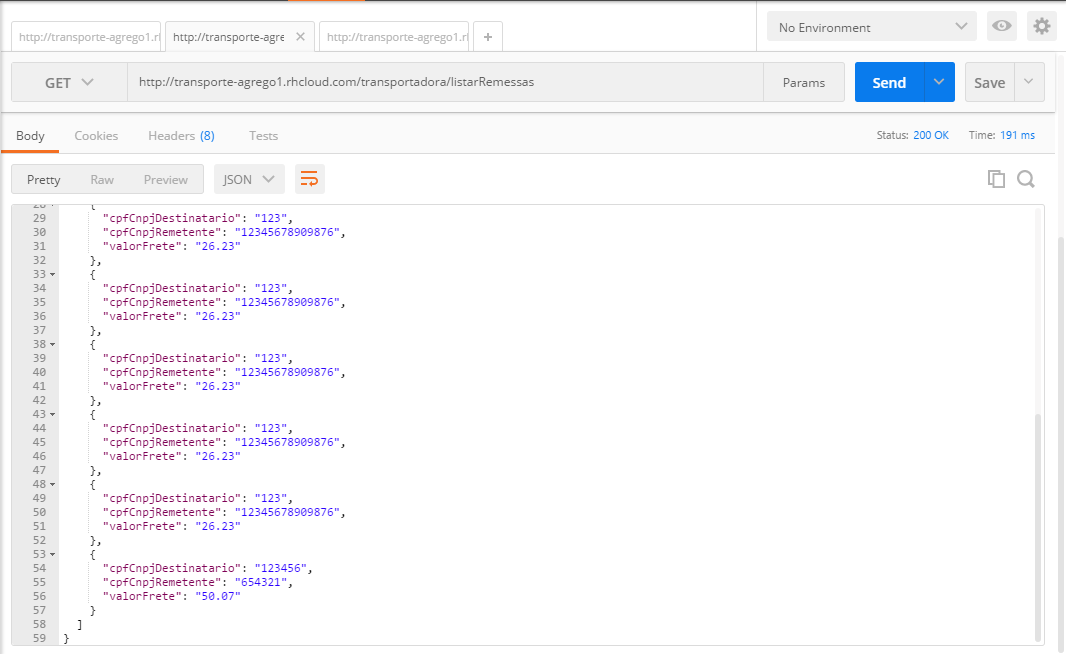 http://transporte-agrego1.rl http://transporte-agre × http://transporte-agrego1.rl + No Environment
GET http://transporte-agrego1.rhcloud.com/transportadora/listarRemessas Params Send Save
Body Cookies Headers (8) Tests Status: 200 OK Time: 191 ms
Pretty Raw Preview JSON
28 {
29 "cpfCnpjDestinatario": "123",
30 "cpfCnpjRemetente": "12345678909876",
31 "valorFrete": "26.23"
32 },
33 {
34 "cpfCnpjDestinatario": "123",
35 "cpfCnpjRemetente": "12345678909876",
36 "valorFrete": "26.23"
37 },
38 {
39 "cpfCnpjDestinatario": "123",
40 "cpfCnpjRemetente": "12345678909876",
41 "valorFrete": "26.23"
42 },
43 {
44 "cpfCnpjDestinatario": "123",
45 "cpfCnpjRemetente": "12345678909876",
46 "valorFrete": "26.23"
47 },
48 {
49 "cpfCnpjDestinatario": "123",
50 "cpfCnpjRemetente": "12345678909876",
51 "valorFrete": "26.23"
52 },
53 {
54 "cpfCnpjDestinatario": "123456",
55 "cpfCnpjRemetente": "654321",
56 "valorFrete": "50.07"
57 }
58 ]
59 }